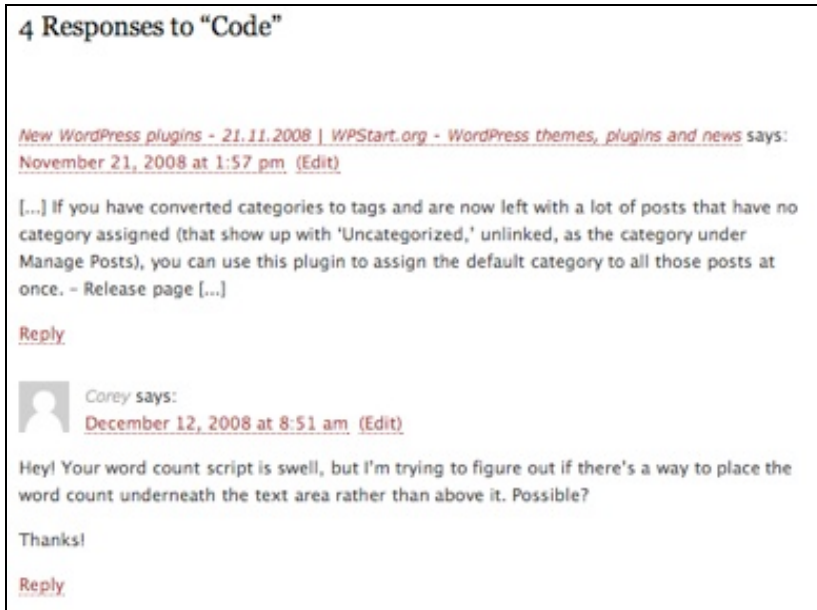 4 Responses to “Code”
New WordPress plugins - 21.11.2008 | WPStart.org - WordPress themes, plugins and news says:
November 21, 2008 at 1:57 pm (Edit)
[...] If you have converted categories to tags and are now left with a lot of posts that have no
category assigned (that show up with ‘Uncategorized,’ unlinked, as the category under
Manage Posts), you can use this plugin to assign the default category to all those posts at
once. – Release page [...]
Reply
Corey says:
December 12, 2008 at 8:51 am (Edit)
Hey! Your word count script is swell, but I’m trying to figure out if there’s a way to place the
word count underneath the text area rather than above it. Possible?
Thanks!
Reply